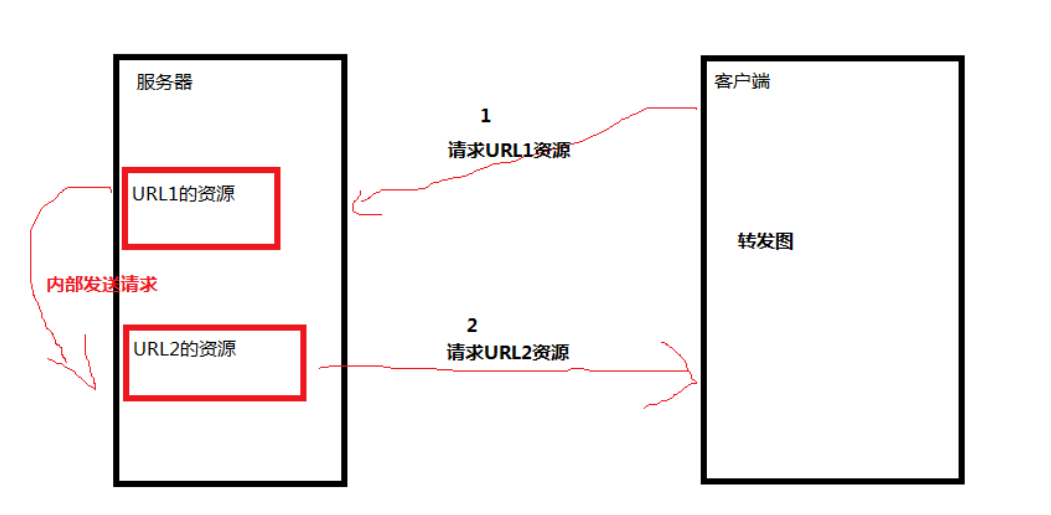 服务器
客户端
1
请求URL1资源
URL1的资源
转发图
内部发送请求
2
URL2的资源
请求URL2资源